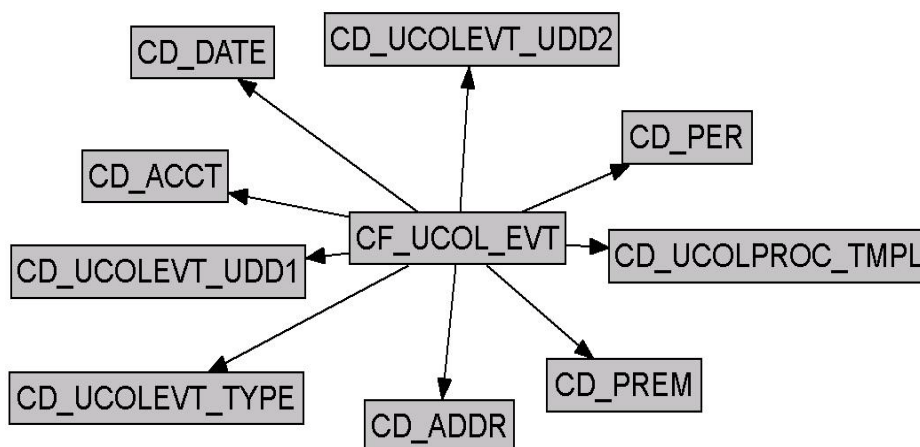 CD_DATE
CD_UCOLEVT_UDD2
CD_PER
CD_ACCT
CF_UCOL_EVT
CD_UCOLEVT_UDD1
CD_UCOLPROC_TMPL
CD_UCOLEVT_TYPE
CD_PREM
CD_ADDR